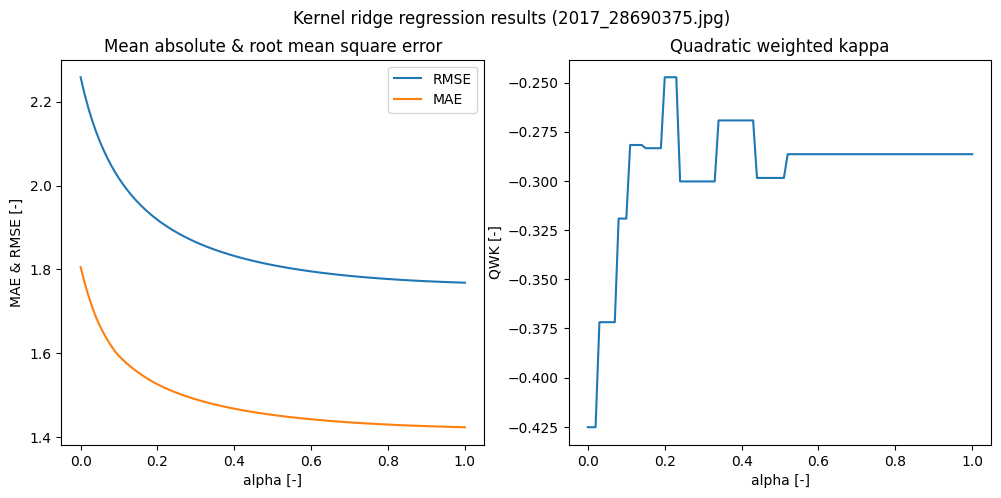 Kernel ridge regression results (2017_28690375.jpg)
Mean absolute & root mean square error
RMSE
MAE
MAE & RMSE [-]
2.2
2.0
1.8
1.6
1.4
0.0 0.2 0.4 0.6 0.8 1.0
alpha [-]
Quadratic weighted kappa
QWK [-]
−0.250
−0.275
−0.300
−0.325
−0.350
−0.375
−0.400
−0.425
0.0 0.2 0.4 0.6 0.8 1.0
alpha [-]